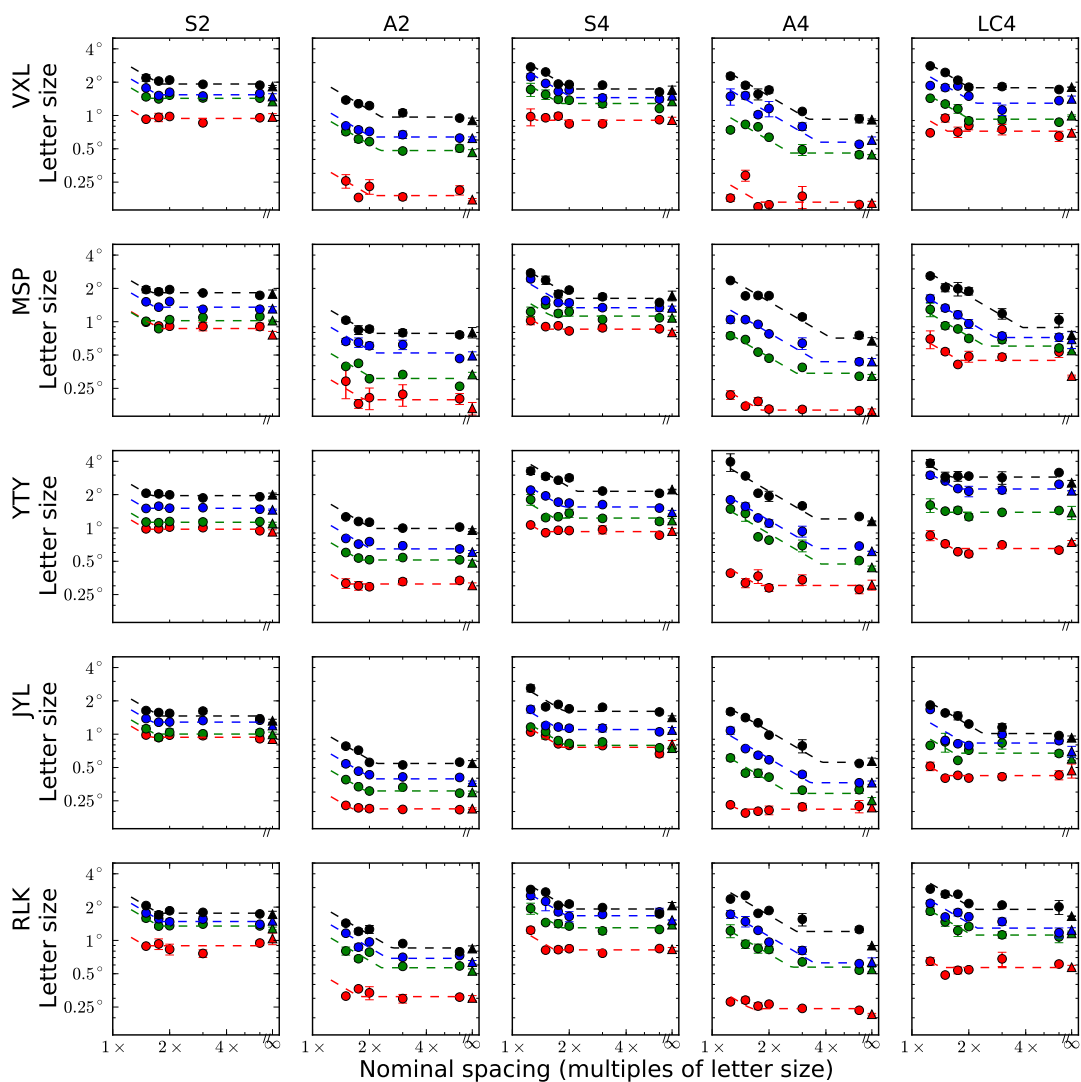 S2 A2 S4 A4 LC4
VXL
Letter size
4°
2°
1°
0.5°
0.25°
MSP
Letter size
4°
2°
1°
0.5°
0.25°
YTY
Letter size
4°
2°
1°
0.5°
0.25°
JYL
Letter size
4°
2°
1°
0.5°
0.25°
RLK
Letter size
4°
2°
1°
0.5°
0.25°
1× 2× 4× ∞ 1× 2× 4× ∞ 1× 2× 4× ∞ 1× 2× 4× ∞ 1× 2× 4× ∞
Nominal spacing (multiples of letter size)